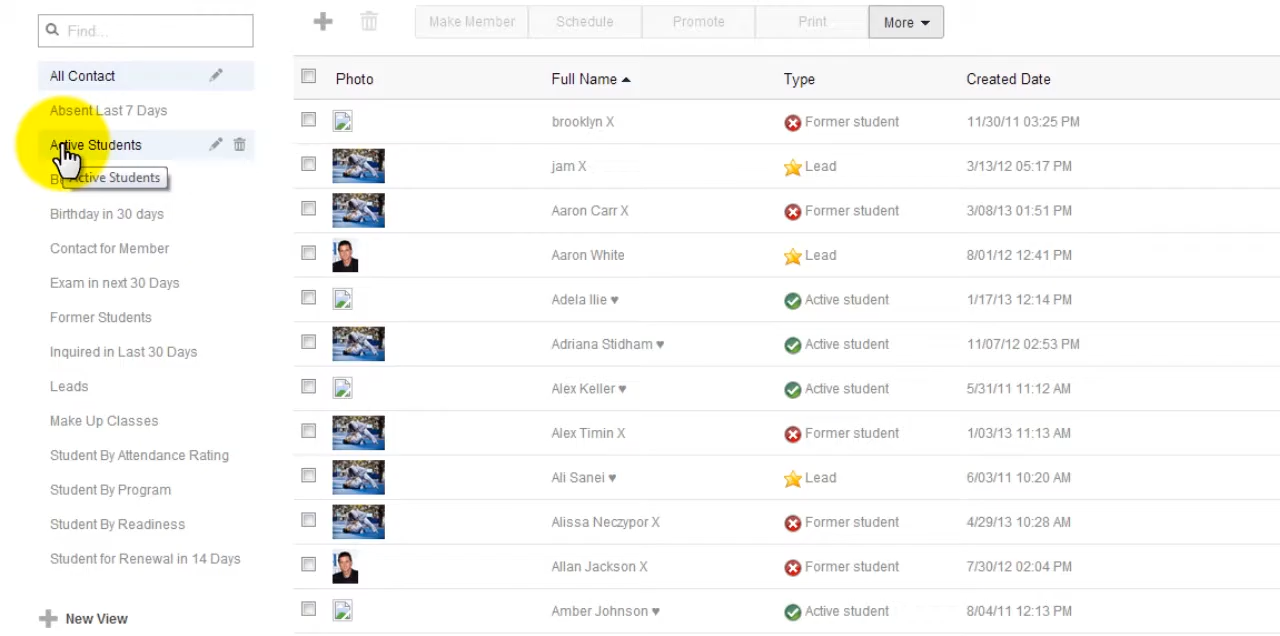 Find...
Make Member
Schedule
Promote
Print
More
All Contact
Absent Last 7 Days
Active Students
Active Students
Birthday in 30 days
Contact for Member
Exam in next 30 Days
Former Students
Inquired in Last 30 Days
Leads
Make Up Classes
Student By Attendance Rating
Student By Program
Student By Readiness
Student for Renewal in 14 Days
New View
Photo Full Name Type Created Date
brooklyn X Former student 11/30/11 03:25 PM
jam X Lead 3/13/12 05:17 PM
Aaron Carr X Former student 3/08/13 01:51 PM
Aaron White Lead 8/01/12 12:41 PM
Adela Ilie ♥ Active student 1/17/13 12:14 PM
Adriana Stidham ♥ Active student 11/07/12 02:53 PM
Alex Keller ♥ Active student 5/31/11 11:12 AM
Alex Timin X Former student 1/03/13 11:13 AM
Ali Sanei ♥ Lead 6/03/11 10:20 AM
Alissa Neczypor X Former student 4/29/13 10:28 AM
Allan Jackson X Former student 7/30/12 02:04 PM
Amber Johnson ♥ Active student 8/04/11 12:13 PM